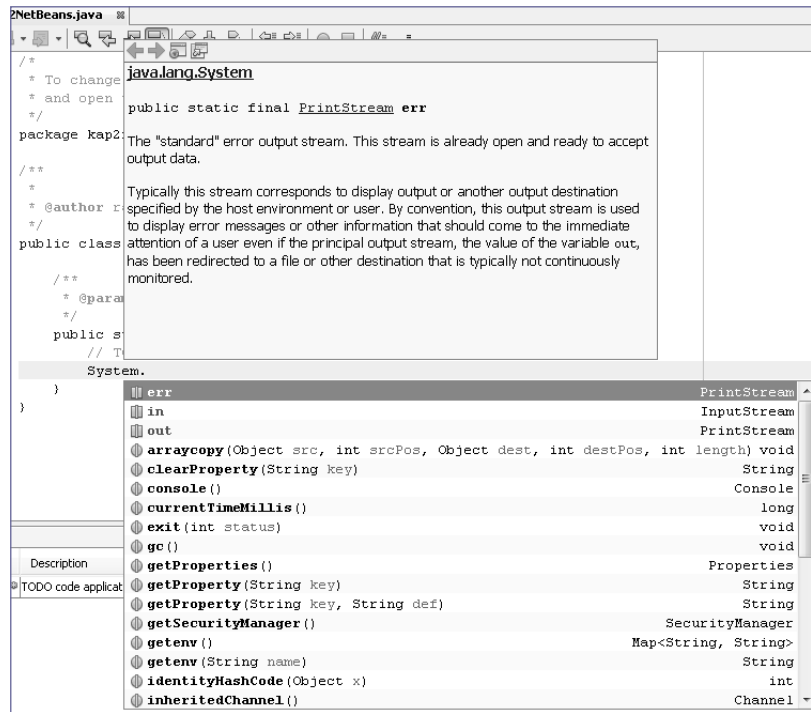 2NetBeans.java
/*
* To change
* and open
*/
package kap2
/**
*
* @author
*/
public class
/**
* @param
*/
public s
// T
System.
}
}
java.lang.System
public static final PrintStream err
The "standard" error output stream. This stream is already open and ready to accept
output data.
Typically this stream corresponds to display output or another output destination
specified by the host environment or user. By convention, this output stream is used
to display error messages or other information that should come to the immediate
attention of a user even if the principal output stream, the value of the variable out,
has been redirected to a file or other destination that is typically not continuously
monitored.
err PrintStream
in InputStream
out PrintStream
arraycopy(Object src, int srcPos, Object dest, int destPos, int length) void
clearProperty(String key) String
console() Console
currentTimeMillis() long
exit(int status) void
gc() void
getProperties() Properties
getProperty(String key) String
getProperty(String key, String def) String
getSecurityManager() SecurityManager
getenv() Map<String, String>
getenv(String name) String
identityHashCode(Object x) int
inheritedChannel() Channel
Description
TODO code applicat